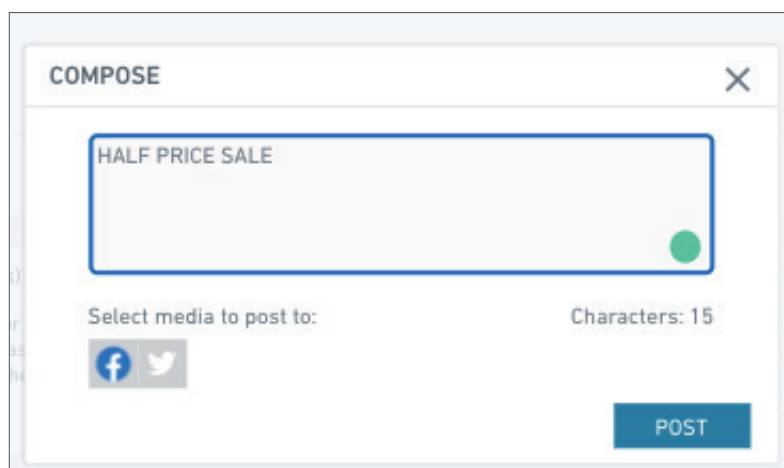 COMPOSE
HALF PRICE SALE
Select media to post to:
Characters: 15
POST